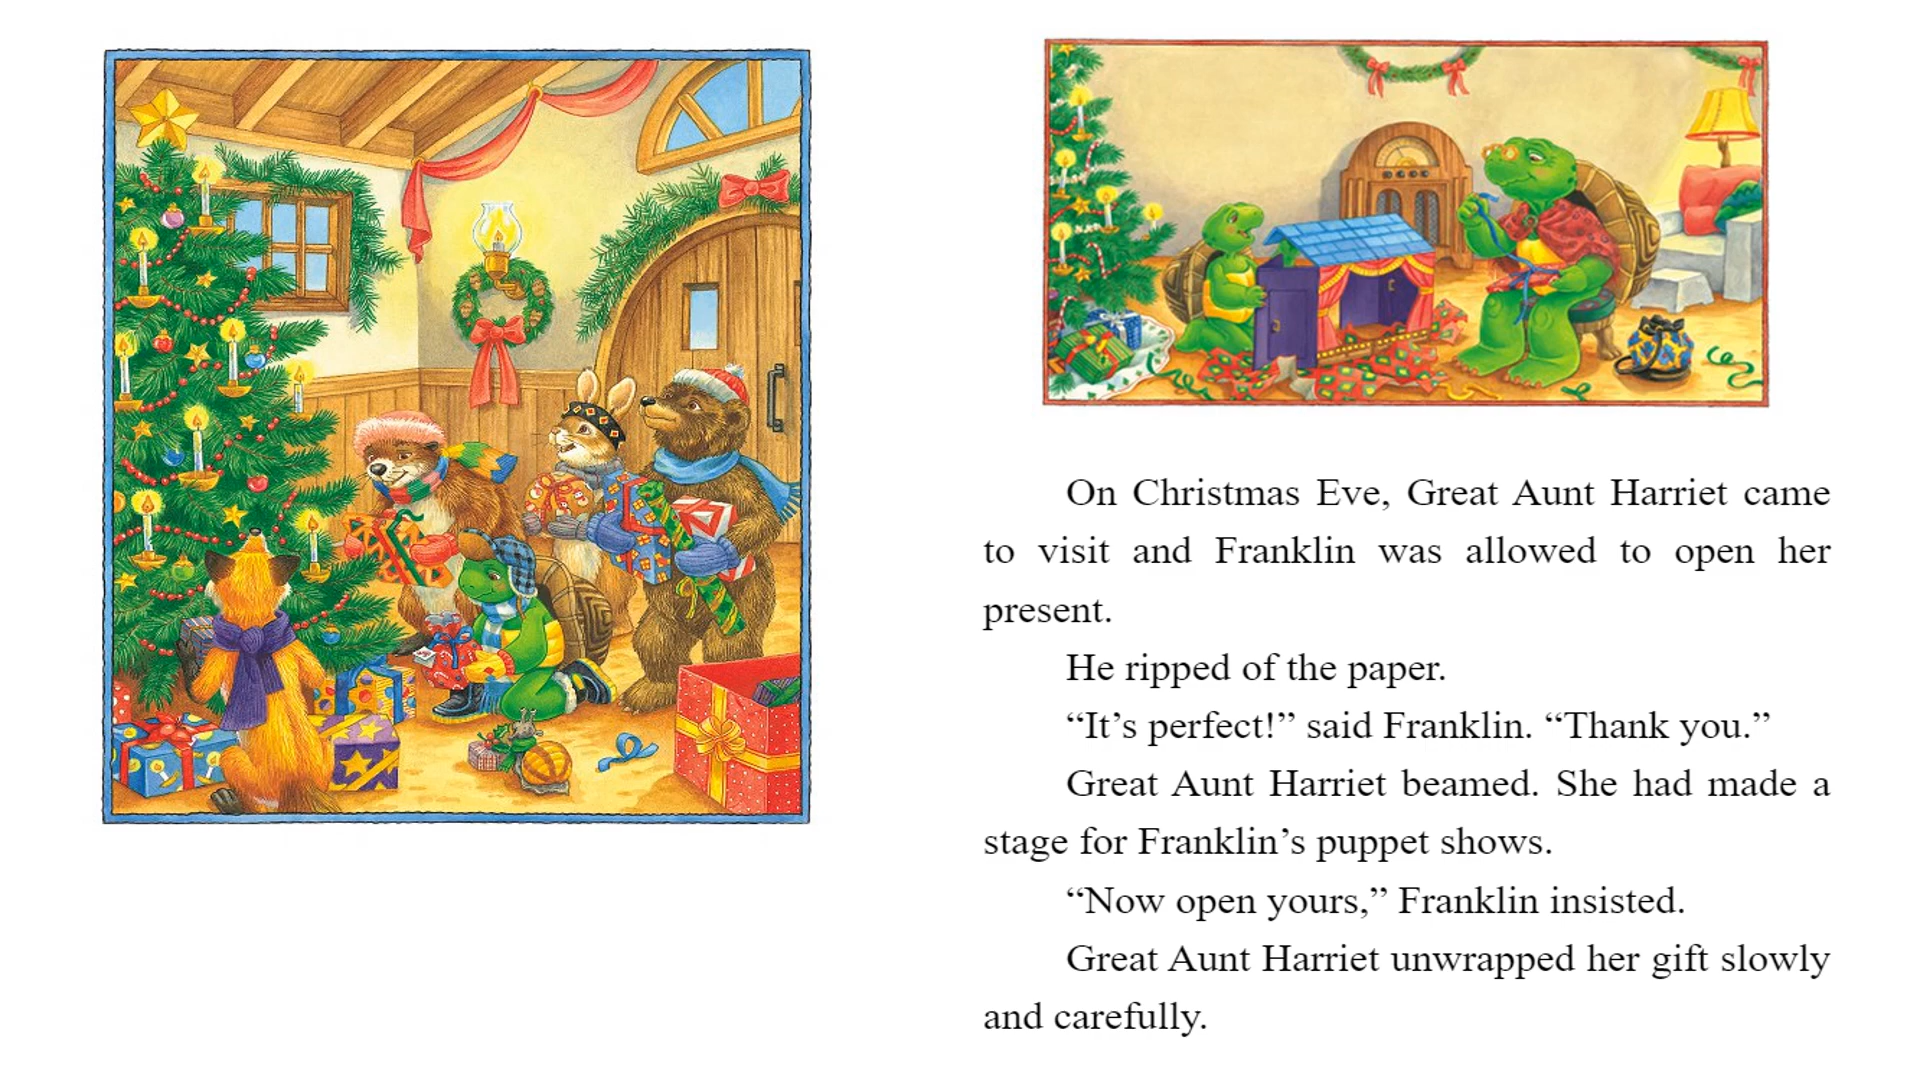 On Christmas Eve, Great Aunt Harriet came
to visit and Franklin was allowed to open her
present.
He ripped of the paper.
“It’s perfect!” said Franklin. “Thank you.”
Great Aunt Harriet beamed. She had made a
stage for Franklin’s puppet shows.
“Now open yours,” Franklin insisted.
Great Aunt Harriet unwrapped her gift slowly
and carefully.